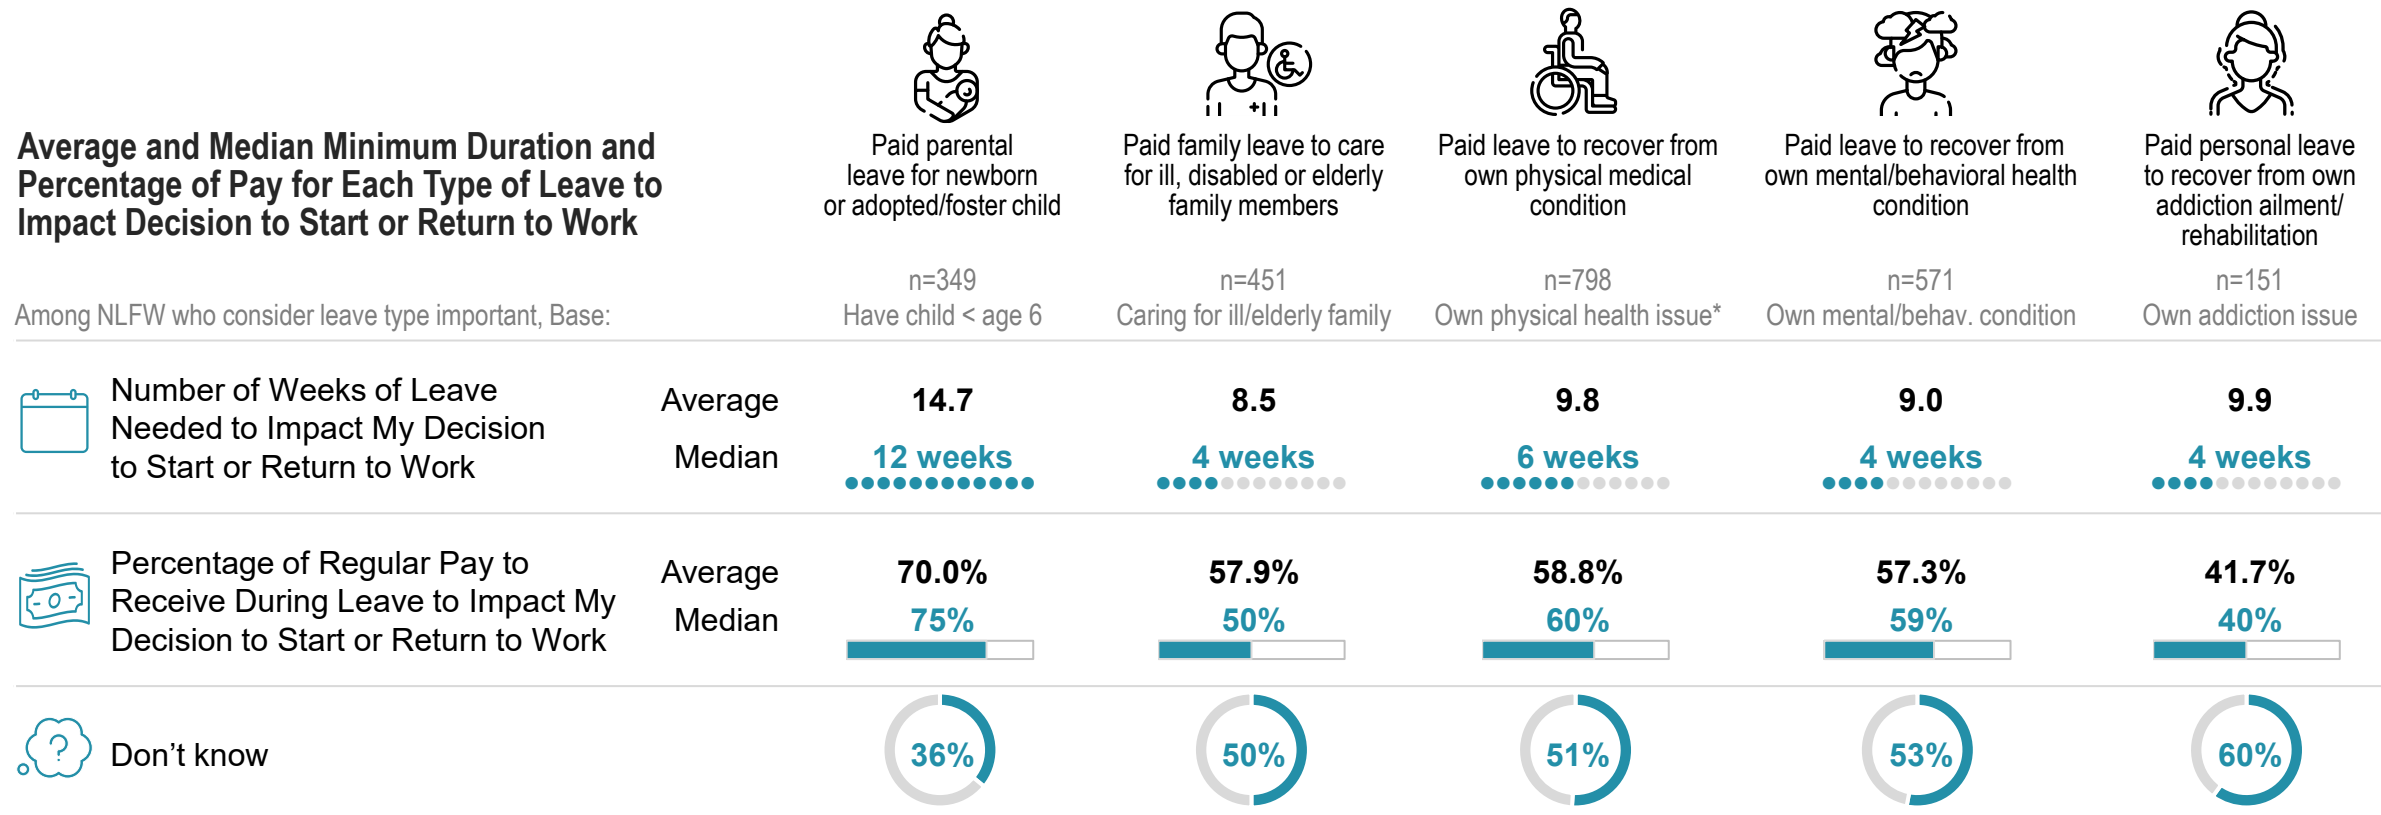 Average and Median Minimum Duration and
Percentage of Pay for Each Type of Leave to
Impact Decision to Start or Return to Work
Among NLFW who consider leave type important, Base:
Paid parental
leave for newborn
or adopted/foster child
n=349
Have child < age 6
Paid family leave to care
for ill, disabled or elderly
family members
n=451
Caring for ill/elderly family
Paid leave to recover from
own physical medical
condition
n=798
Own physical health issue*
Paid leave to recover from
own mental/behavioral health
condition
n=571
Own mental/behav. condition
Paid personal leave
to recover from own
addiction ailment/
rehabilitation
n=151
Own addiction issue
Number of Weeks of Leave
Needed to Impact My Decision
to Start or Return to Work
Average 14.7 8.5 9.8 9.0 9.9
Median 12 weeks 4 weeks 6 weeks 4 weeks 4 weeks
Percentage of Regular Pay to
Receive During Leave to Impact My
Decision to Start or Return to Work
Average 70.0% 57.9% 58.8% 57.3% 41.7%
Median 75% 50% 60% 59% 40%
?
Don't know 36% 50% 51% 53% 60%